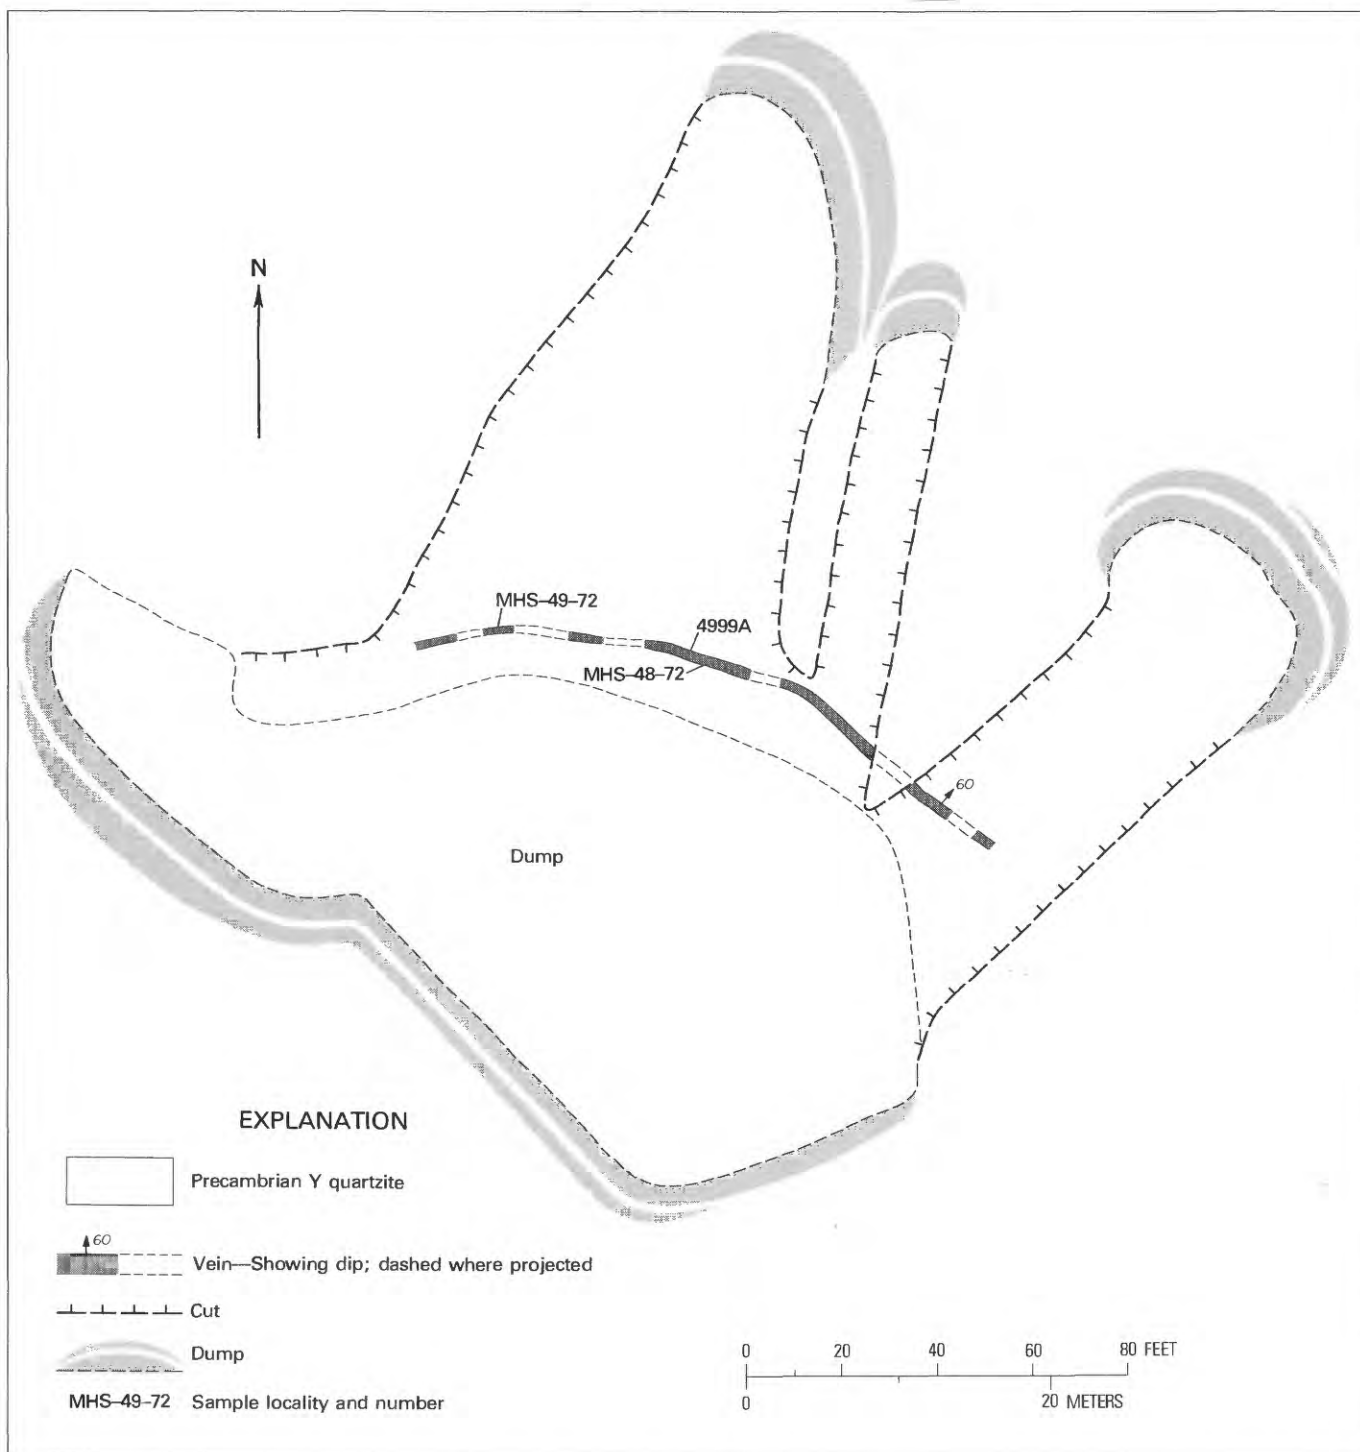 N
MHS-49-72
4999A
MHS-48-72
60
Dump
EXPLANATION
Precambrian Y quartzite
60
Vein—Showing dip; dashed where projected
Cut
Dump
MHS-49-72 Sample locality and number
0 20 40 60 80 FEET
0 20 METERS